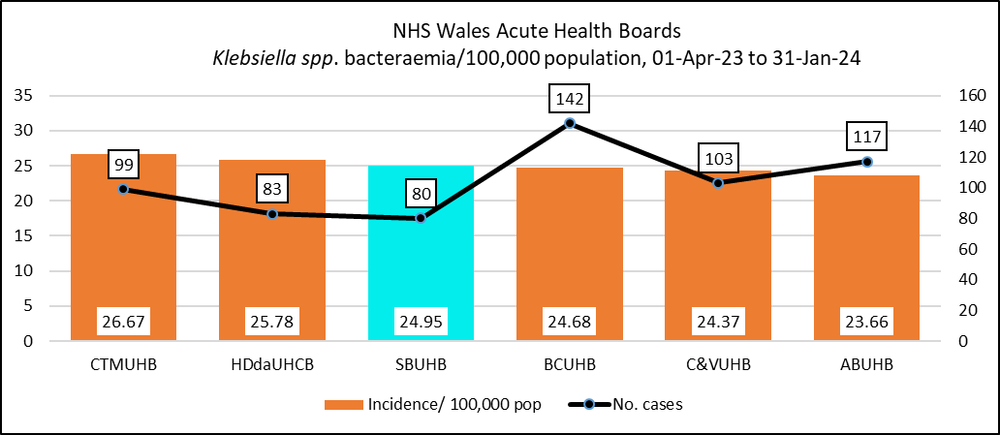 NHS Wales Acute Health Boards
Klebsiella spp. bacteraemia/100,000 population, 01-Apr-23 to 31-Jan-24
35
30
25
20
15
10
5
0
160
140
120
100
80
60
40
20
0
99
83
80
142
103
117
26.67
25.78
24.95
24.68
24.37
23.66
CTMUHB
HDdaUHCB
SBUHB
BCUHB
C&VUHB
ABUHB
Incidence/ 100,000 pop
No. cases